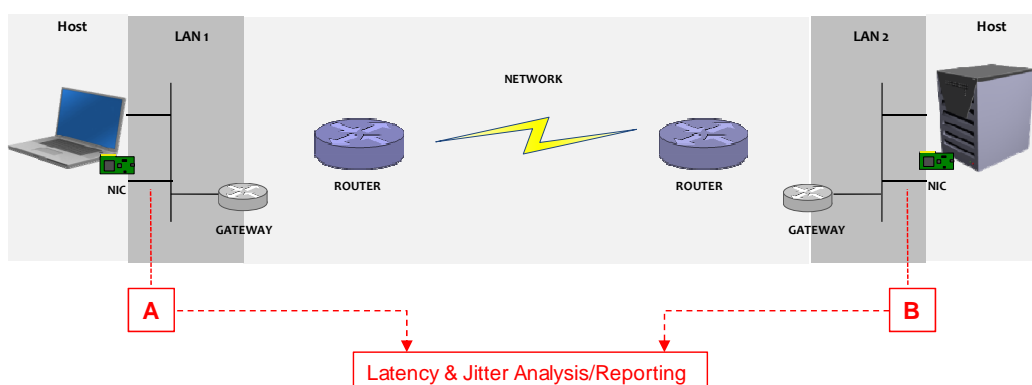 Host
LAN 1
NETWORK
LAN 2
Host
NIC
ROUTER
ROUTER
NIC
GATEWAY
GATEWAY
A
B
Latency & Jitter Analysis/Reporting